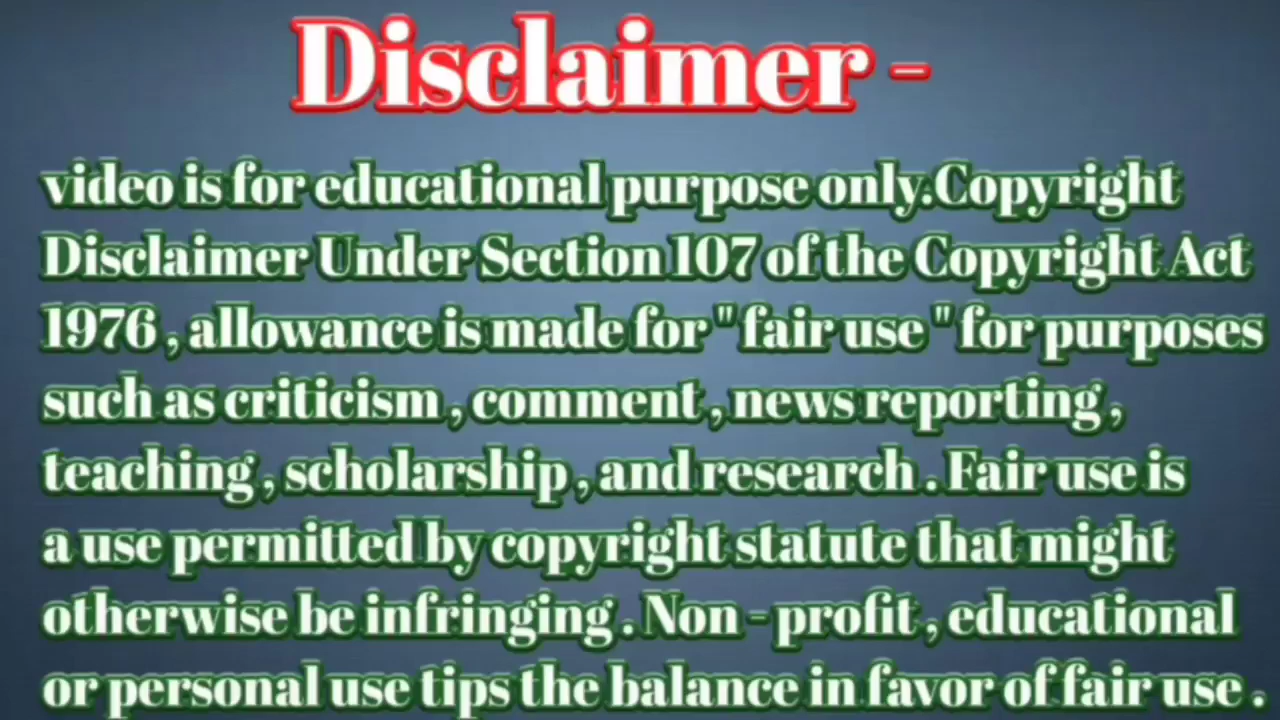 Disclaimer -
video is for educational purpose only.Copyright
Disclaimer Under Section 107 of the Copyright Act
1976 , allowance is made for " fair use " for purposes
such as criticism , comment , news reporting ,
teaching , scholarship , and research . Fair use is
a use permitted by copyright statute that might
otherwise be infringing . Non - profit , educational
or personal use tips the balance in favor of fair use .